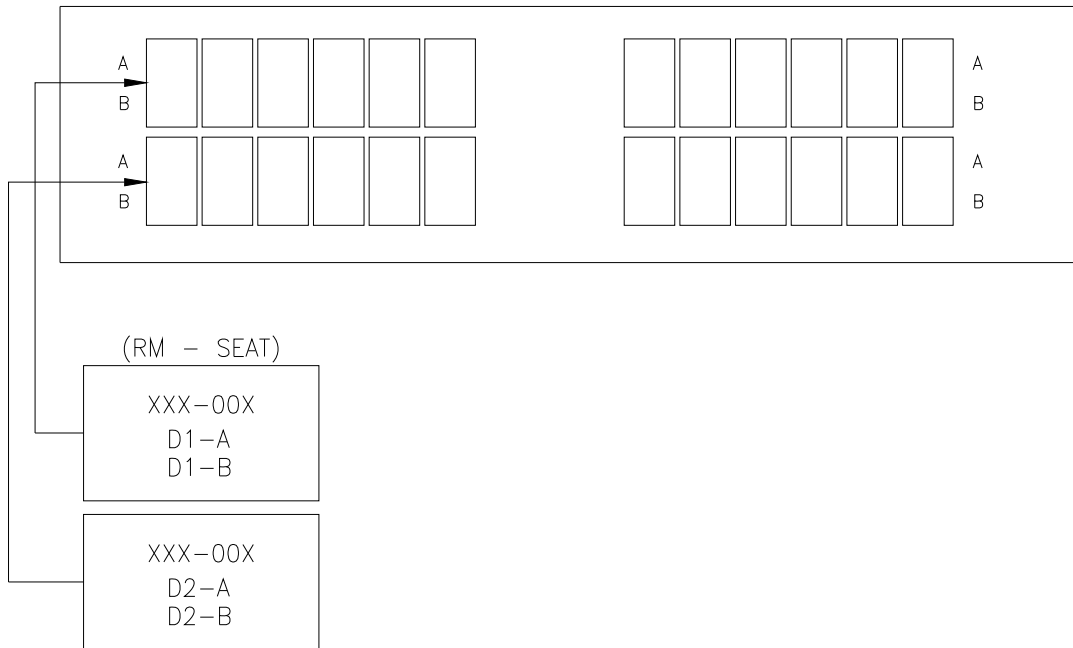 A
B
A
B
A
B
A
B
(RM - SEAT)
XXX-00X
D1-A
D1-B
XXX-00X
D2-A
D2-B